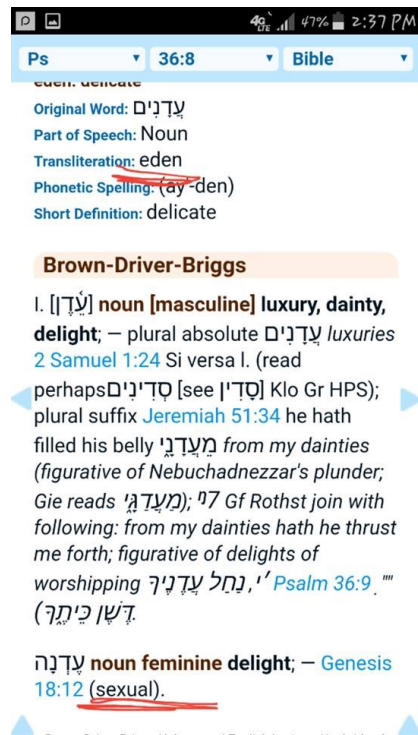 4G LTE 47% 2:37 PM
Ps 36:8 Bible
eden: delicate
Original Word: עֲדָנִים
Part of Speech: Noun
Transliteration: eden
Phonetic Spelling: (ay'-den)
Short Definition: delicate
Brown-Driver-Briggs
I. [עֵ֫דֶן] noun [masculine] luxury, dainty,
delight; — plural absolute עֲדָנִים luxuries
2 Samuel 1:24 Si versa l. (read
perhaps סְדִינִים [see סָדִין] Klo Gr HPS);
plural suffix Jeremiah 51:34 he hath
filled his belly מֵעֲדָנָ֑י from my dainties
(figurative of Nebuchadnezzar's plunder;
Gie reads מַעֲדַנָּי); Gf Rothst join with
following: from my dainties hath he thrust
me forth; figurative of delights of
worshipping י׳, נַחַל עֲדָנֶיךָ Psalm 36:9 . ""
(דֶּשֶׁן
עֶדְנָה noun feminine delight; — Genesis
18:12 (sexual).